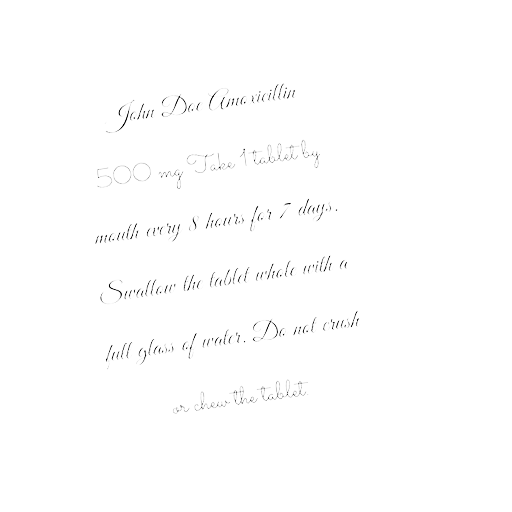 John Doe Amoxicillin
500 mg Take 1 tablet by
mouth every 8 hours for 7 days.
Swallow the tablet whole with a
full glass of water. Do not crush
or chew the tablet.